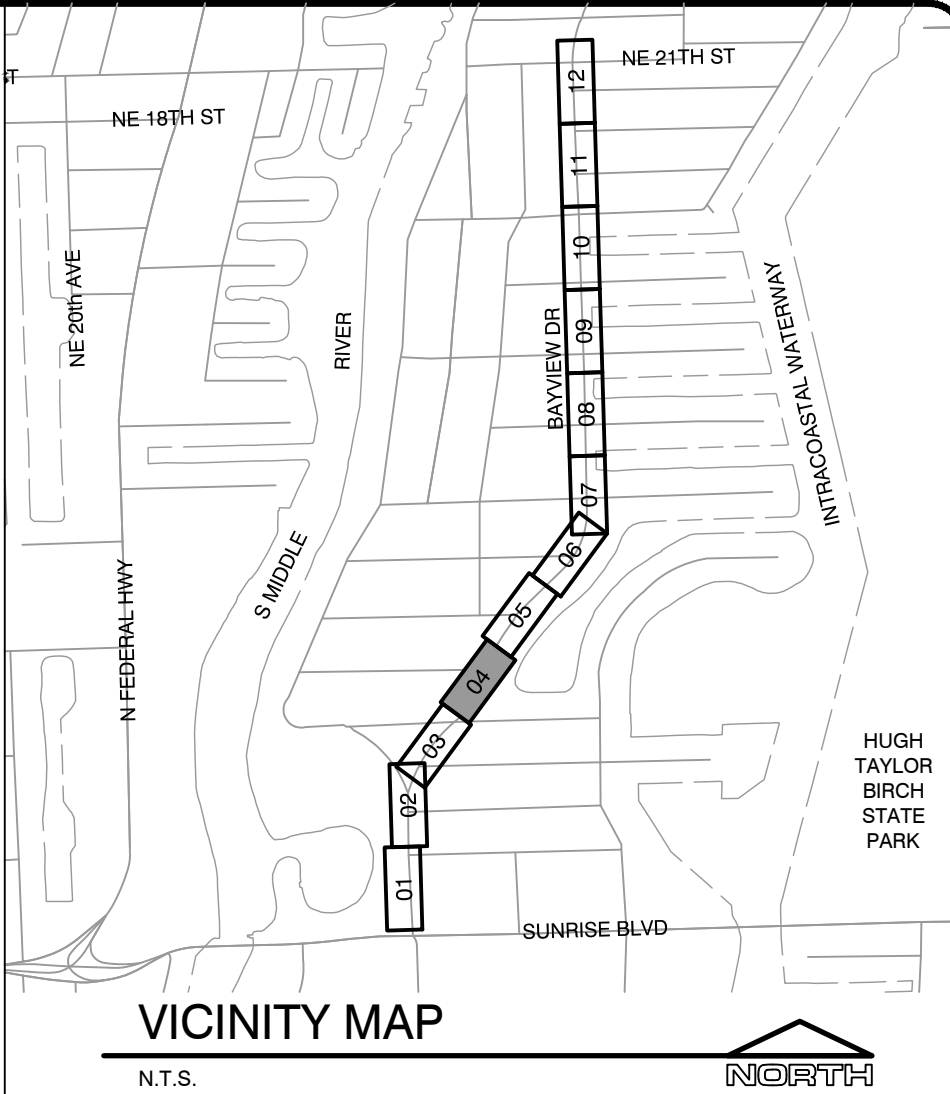 NE 21TH ST
T
12
NE 18TH ST
11
10
NE 20th AVE
INTRACOASTAL WATERWAY
RIVER
BAYVIEW DR
09
08
07
06
S MIDDLE
N FEDERAL HWY
05
04
03
HUGH
TAYLOR
BIRCH
STATE
PARK
02
01
SUNRISE BLVD
VICINITY MAP
N.T.S.
NORTH